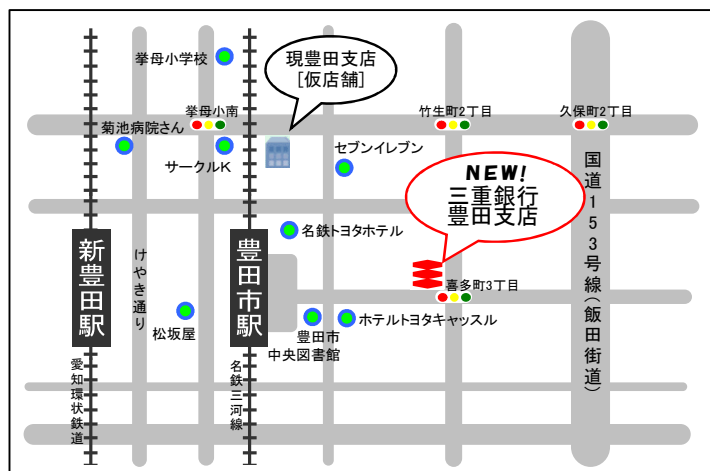 挙母小学校
現豊田支店
[仮店舗]
挙母小南
竹生町2丁目
久保町2丁目
菊池病院さん
サークルK
セブンイレブン
NEW!
三重銀行
豊田支店
国道153号線(飯田街道)
名鉄トヨタホテル
新豊田駅
けやき通り
豊田市駅
喜多町3丁目
松坂屋
豊田市
中央図書館
ホテルトヨタキャッスル
愛知環状鉄道
名鉄三河線